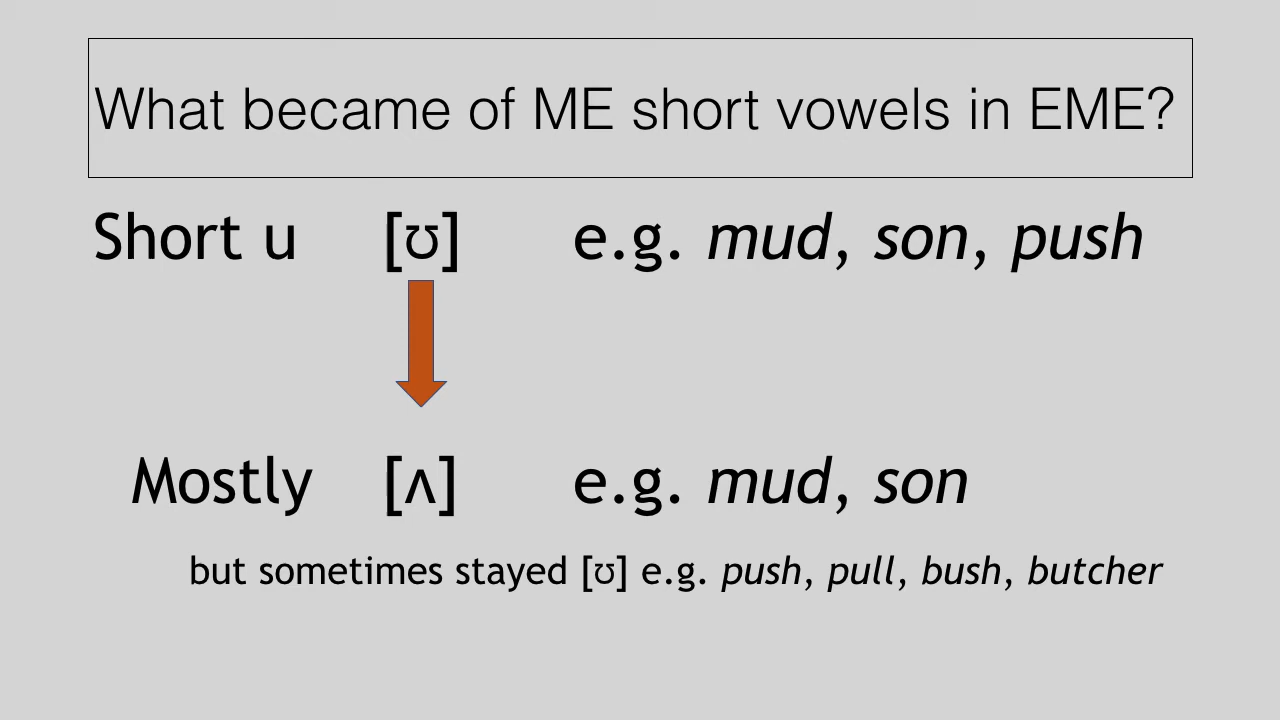 What became of ME short vowels in EME?
Short u [ʊ] e.g. mud, son, push
Mostly [ʌ] e.g. mud, son
but sometimes stayed [ʊ] e.g. push, pull, bush, butcher